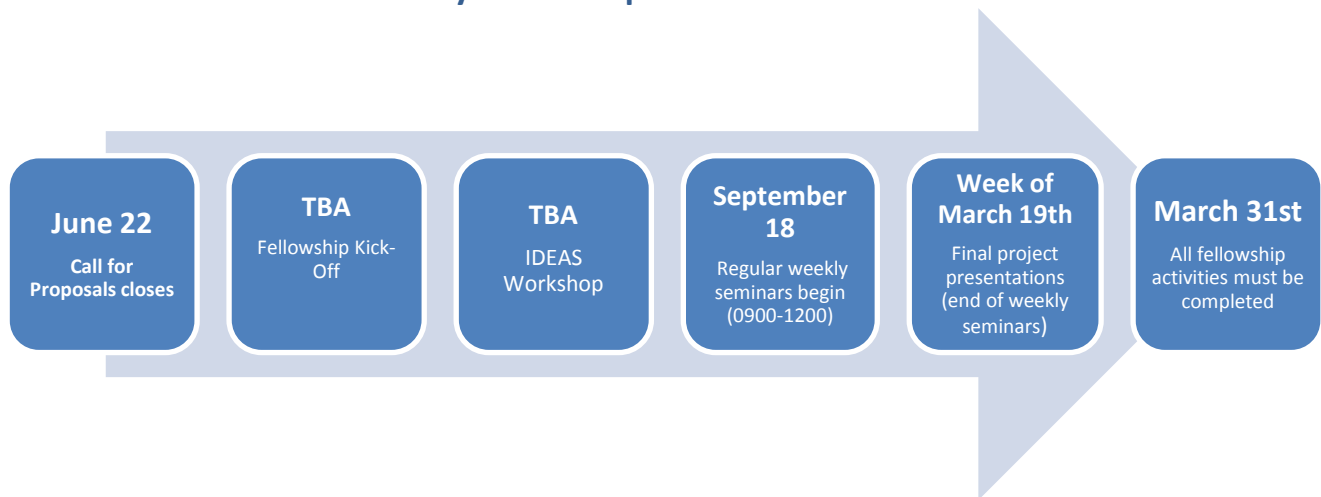 June 22
Call for
Proposals closes
TBA
Fellowship Kick-
Off
TBA
IDEAS
Workshop
September
18
Regular weekly
seminars begin
(0900-1200)
Week of
March 19th
Final project
presentations
(end of weekly
seminars)
March 31st
All fellowship
activities must be
completed